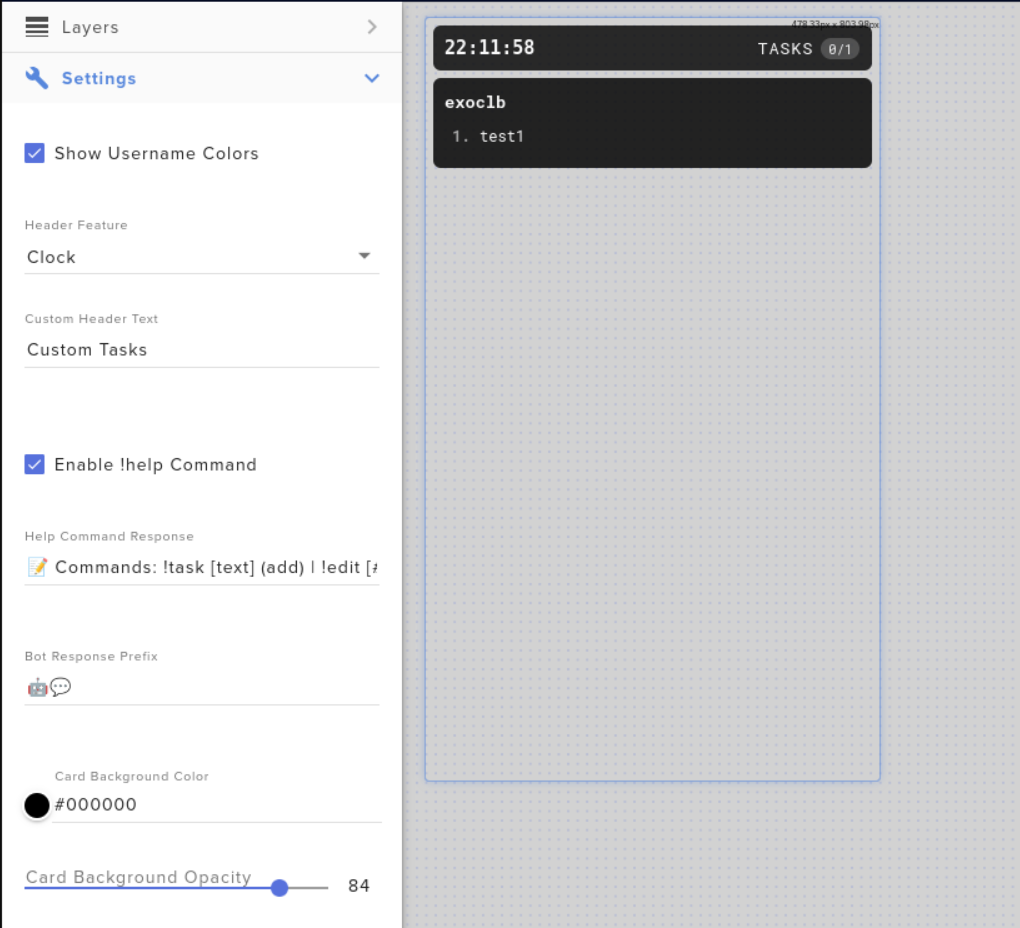 Layers
Settings
Show Username Colors
Header Feature
Clock
Custom Header Text
Custom Tasks
Enable !help Command
Help Command Response
📝 Commands: !task [text] (add) | !edit [#
Bot Response Prefix
🤖💬
Card Background Color
#000000
Card Background Opacity
84
478.33px x 803.98px
22:11:58
TASKS 0/1
exoclb
1. test1